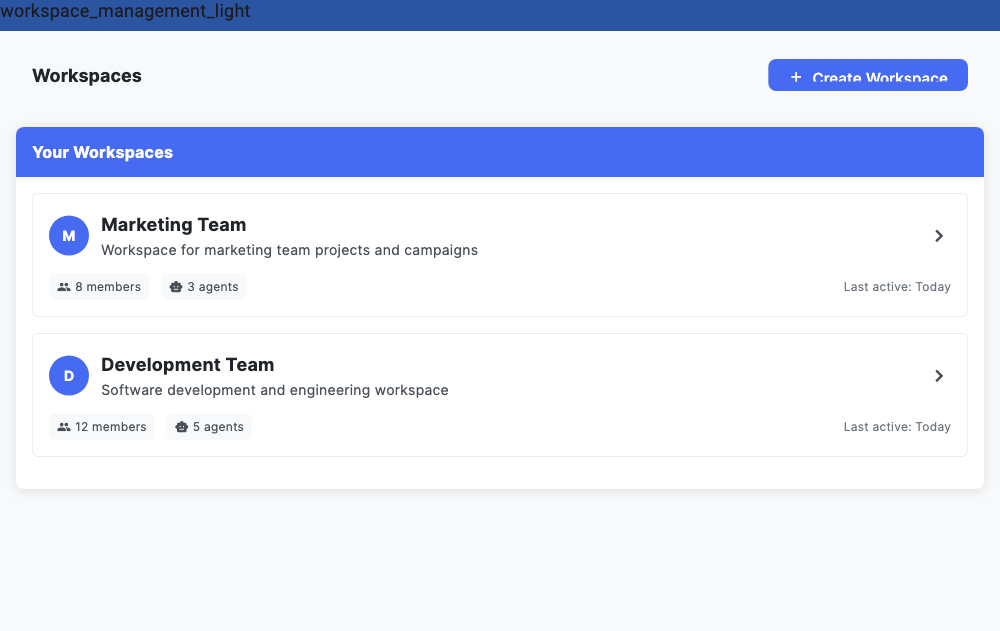 workspace_management_light
Workspaces
+ Create Workspace
Your Workspaces
M
Marketing Team
Workspace for marketing team projects and campaigns
8 members
3 agents
Last active: Today
D
Development Team
Software development and engineering workspace
12 members
5 agents
Last active: Today